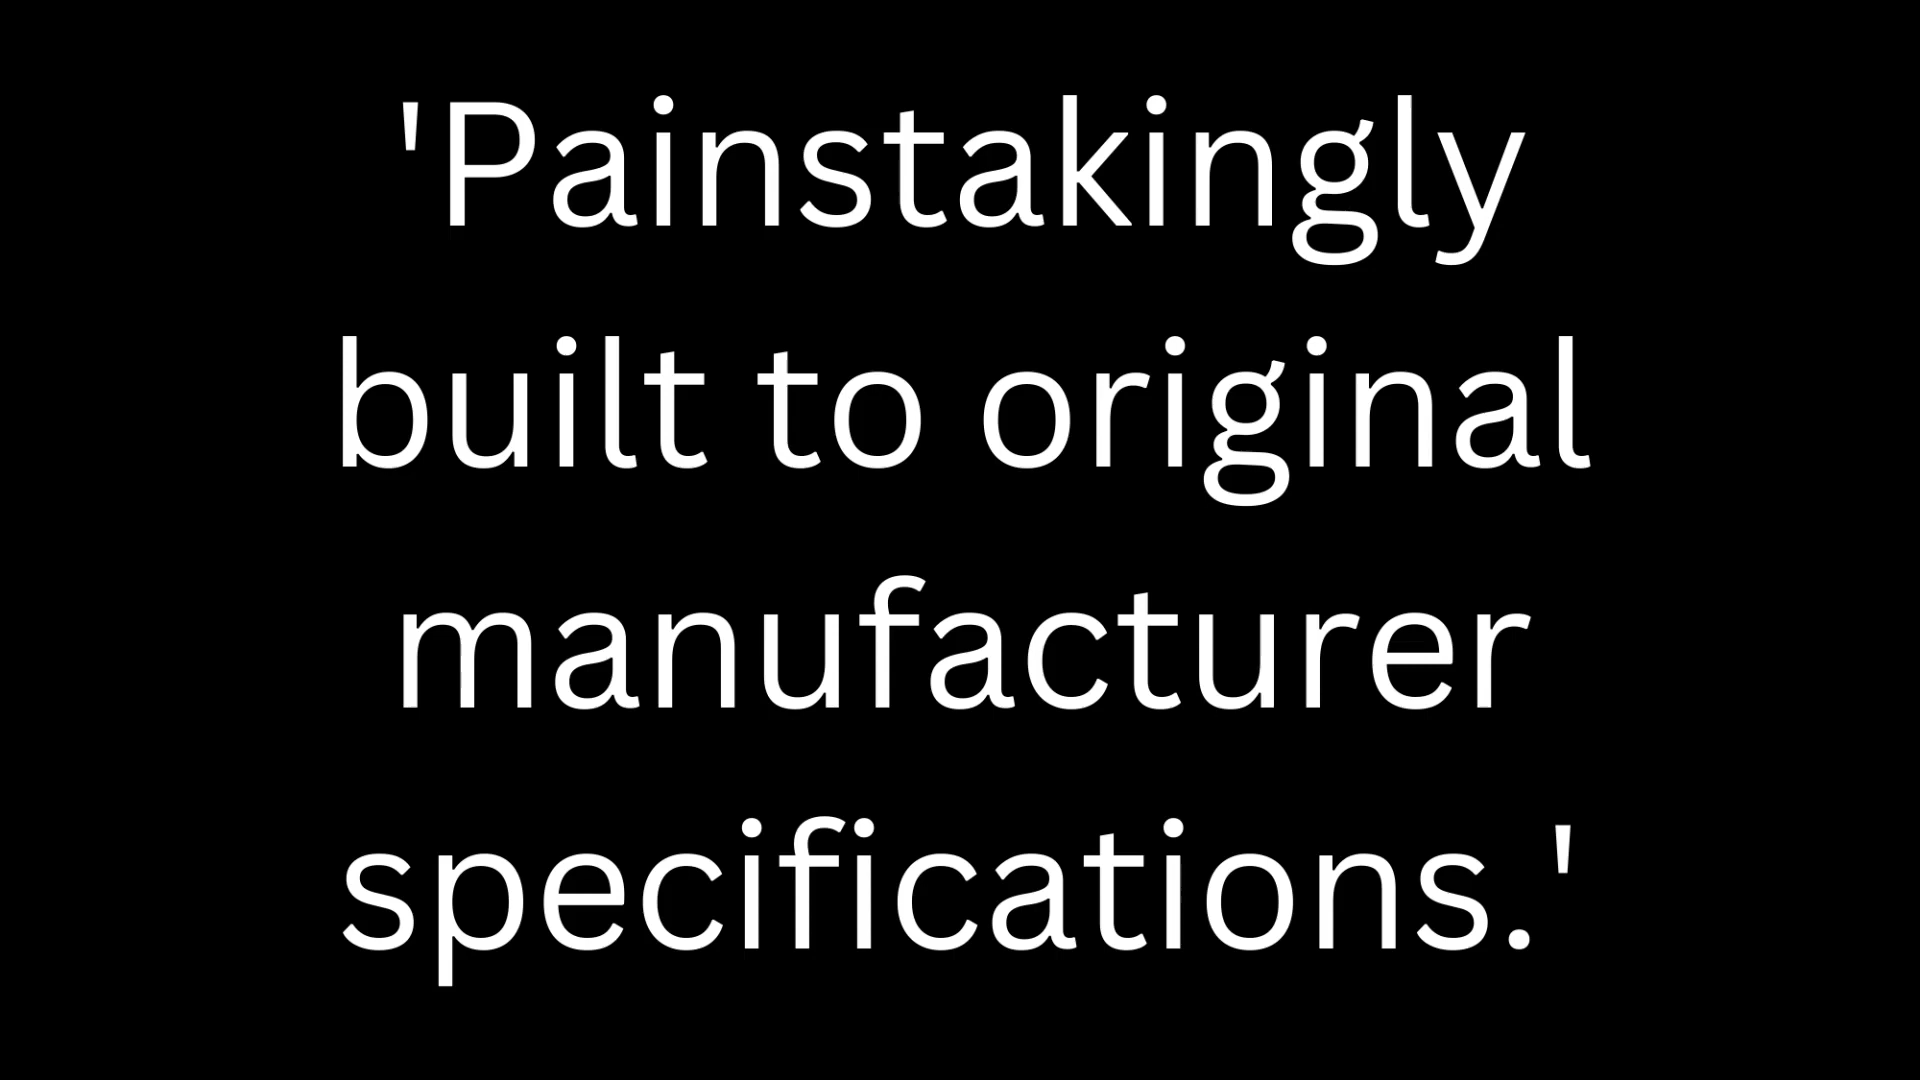 'Painstakingly
built to original
manufacturer
specifications.'